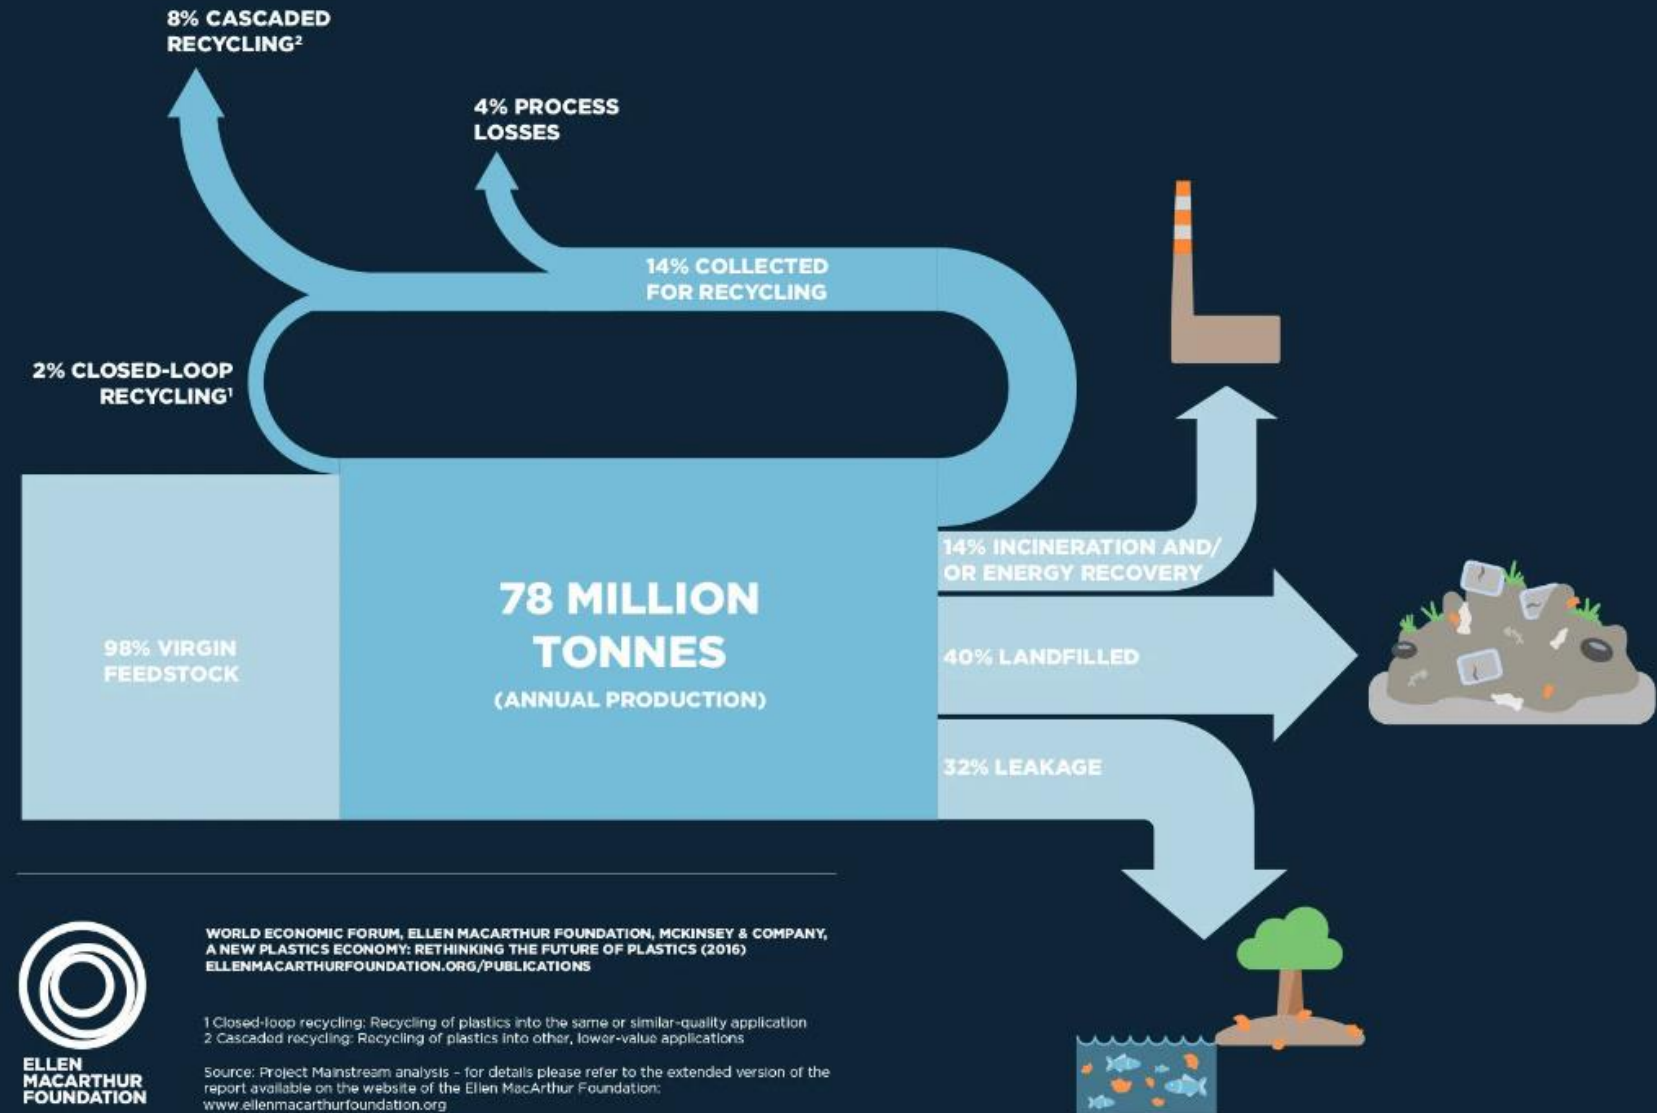 8% CASCADED
RECYCLING²
4% PROCESS
LOSSES
14% COLLECTED
FOR RECYCLING
2% CLOSED-LOOP
RECYCLING¹
14% INCINERATION AND/
OR ENERGY RECOVERY
78 MILLION
TONNES
(ANNUAL PRODUCTION)
98% VIRGIN
FEEDSTOCK
40% LANDFILLED
32% LEAKAGE
WORLD ECONOMIC FORUM, ELLEN MACARTHUR FOUNDATION, MCKINSEY & COMPANY,
A NEW PLASTICS ECONOMY: RETHINKING THE FUTURE OF PLASTICS (2016)
ELLENMACARTHURFOUNDATION.ORG/PUBLICATIONS
1 Closed-loop recycling: Recycling of plastics into the same or similar-quality application
2 Cascaded recycling: Recycling of plastics into other, lower-value applications
Source: Project Mainstream analysis – for details please refer to the extended version of the
report available on the website of the Ellen MacArthur Foundation:
www.ellenmacarthurfoundation.org
ELLEN
MACARTHUR
FOUNDATION